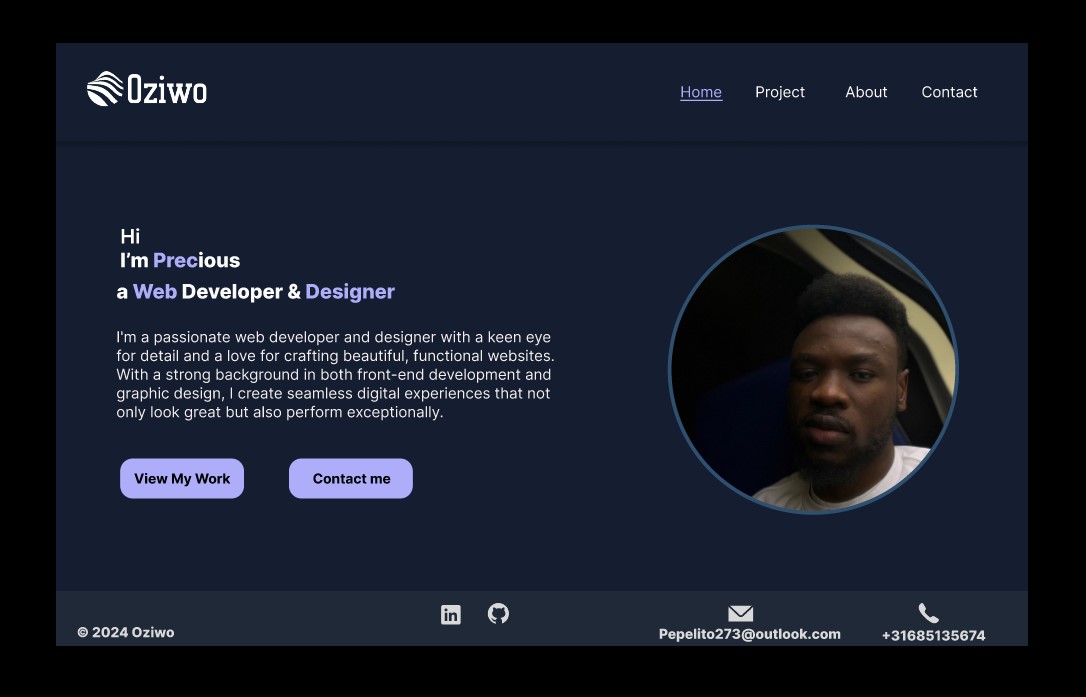 Oziwo
Home Project About Contact
Hi
I'm Precious
a Web Developer & Designer
I'm a passionate web developer and designer with a keen eye
for detail and a love for crafting beautiful, functional websites.
With a strong background in both front-end development and
graphic design, I create seamless digital experiences that not
only look great but also perform exceptionally.
View My Work Contact me
in
© 2024 Oziwo Pepelito273@outlook.com +31685135674